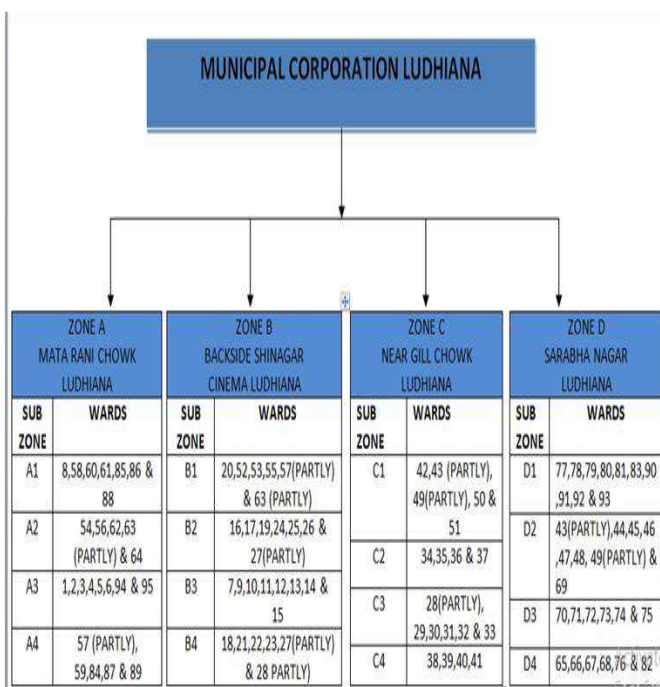 MUNICIPAL CORPORATION LUDHIANA
ZONE A
MATA RANI CHOWK
LUDHIANA
SUB ZONE WARDS
A1 8,58,60,61,85,86 &
88
A2 54,56,62,63
(PARTLY) & 64
A3 1,2,3,4,5,6,94 & 95
A4 57 (PARTLY),
59,84,87 & 89
ZONE B
BACKSIDE SHINAGAR
CINEMA LUDHIANA
SUB ZONE WARDS
B1 20,52,53,55,57(PARTLY)
& 63 (PARTLY)
B2 16,17,19,24,25,26 &
27(PARTLY)
B3 7,9,10,11,12,13,14 &
15
B4 18,21,22,23,27(PARTLY)
& 28 PARTLY)
ZONE C
NEAR GILL CHOWK
LUDHIANA
SUB ZONE WARDS
C1 42,43 (PARTLY),
49(PARTLY), 50 &
51
C2 34,35,36 & 37
C3 28(PARTLY),
29,30,31,32 & 33
C4 38,39,40,41
ZONE D
SARABHA NAGAR
LUDHIANA
SUB ZONE WARDS
D1 77,78,79,80,81,83,90
,91,92 & 93
D2 43(PARTLY),44,45,46
,47,48, 49(PARTLY) &
69
D3 70,71,72,73,74 & 75
D4 65,66,67,68,76 & 82